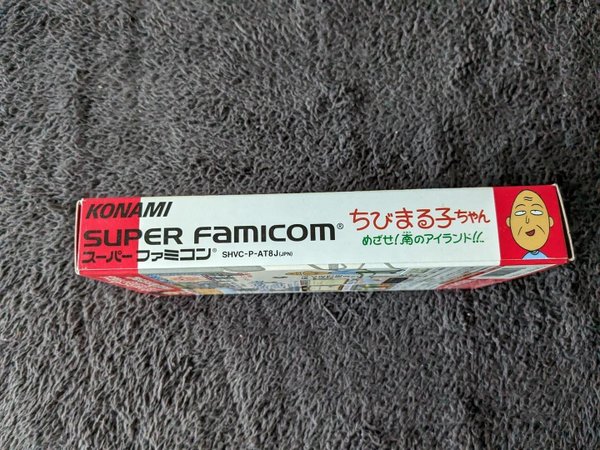 KONAMI
SUPER FAMICOM®
スーパーファミコン® SHVC-P-AT8J(JPN)
ちびまる子ちゃん
めざせ!南のアイランド!!